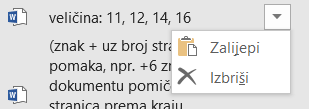 veličina: 11, 12, 14, 16
(znak + uz broj stra
pomaka, npr. +6 zn
dokumentu pomič
stranica prema kraju
Zalijepi
Izbriši